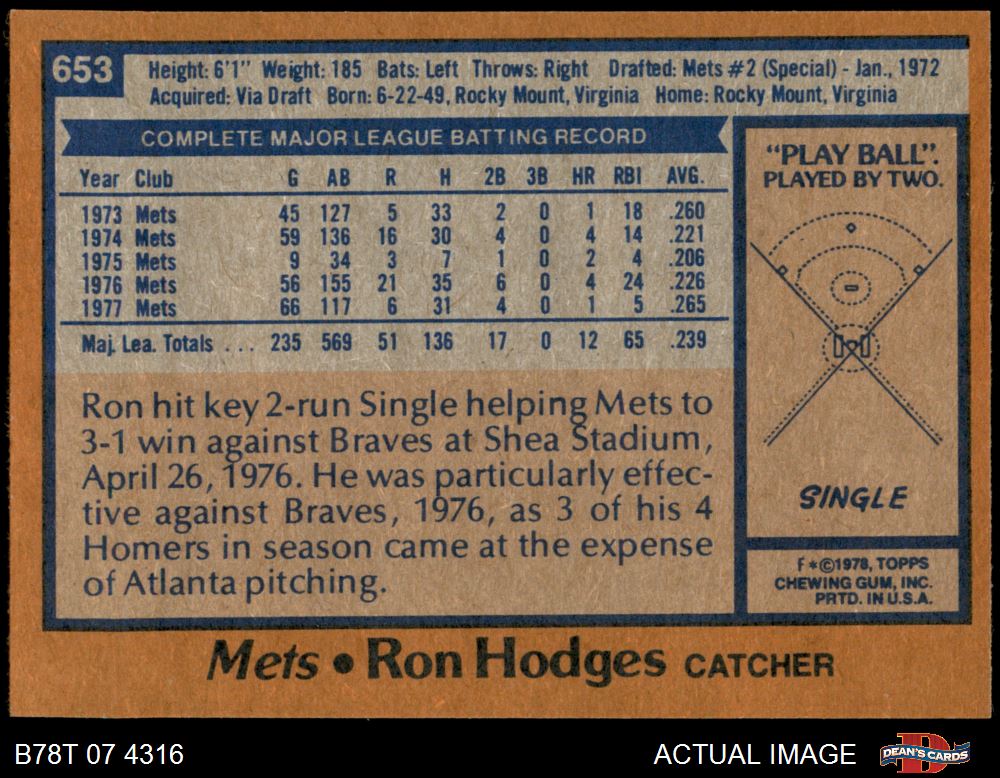 653
Height: 6'1" Weight: 185 Bats: Left Throws: Right Drafted: Mets #2 (Special) - Jan., 1972
Acquired: Via Draft Born: 6-22-49, Rocky Mount, Virginia Home: Rocky Mount, Virginia
COMPLETE MAJOR LEAGUE BATTING RECORD
Year Club G AB R H 2B 3B HR RBI AVG.
1973 Mets 45 127 5 33 2 0 1 18 .260
1974 Mets 59 136 16 30 4 0 4 14 .221
1975 Mets 9 34 3 7 1 0 2 4 .206
1976 Mets 56 155 21 35 6 0 4 24 .226
1977 Mets 66 117 6 31 4 0 1 5 .265
Maj. Lea. Totals . . . 235 569 51 136 17 0 12 65 .239
Ron hit key 2-run Single helping Mets to
3-1 win against Braves at Shea Stadium,
April 26, 1976. He was particularly effec-
tive against Braves, 1976, as 3 of his 4
Homers in season came at the expense
of Atlanta pitching.
"PLAY BALL".
PLAYED BY TWO.
SINGLE
F*©1978, TOPPS
CHEWING GUM, INC.
PRTD. IN U.S.A.
Mets • Ron Hodges CATCHER
B78T 07 4316
ACTUAL IMAGE
DEAN'S CARDS